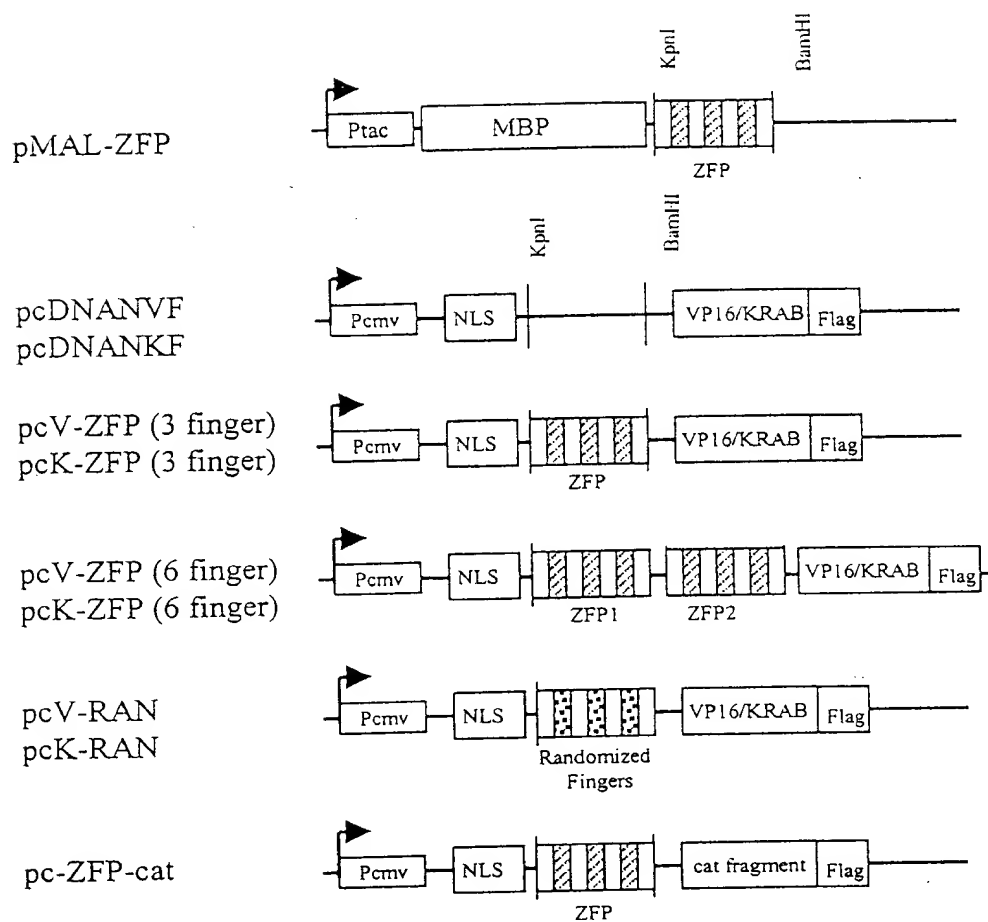 KpnI
BamHI
pMAL-ZFP
Ptac
MBP
ZFP
KpnI
BamHI
pcDNANVF
pcDNANKF
Pcmv
NLS
VP16/KRAB
Flag
pcV-ZFP (3 finger)
pcK-ZFP (3 finger)
Pcmv
NLS
VP16/KRAB
Flag
ZFP
pcV-ZFP (6 finger)
pcK-ZFP (6 finger)
Pcmv
NLS
VP16/KRAB
Flag
ZFP1
ZFP2
pcV-RAN
pcK-RAN
Pcmv
NLS
VP16/KRAB
Flag
Randomized
Fingers
pc-ZFP-cat
Pcmv
NLS
cat fragment
Flag
ZFP